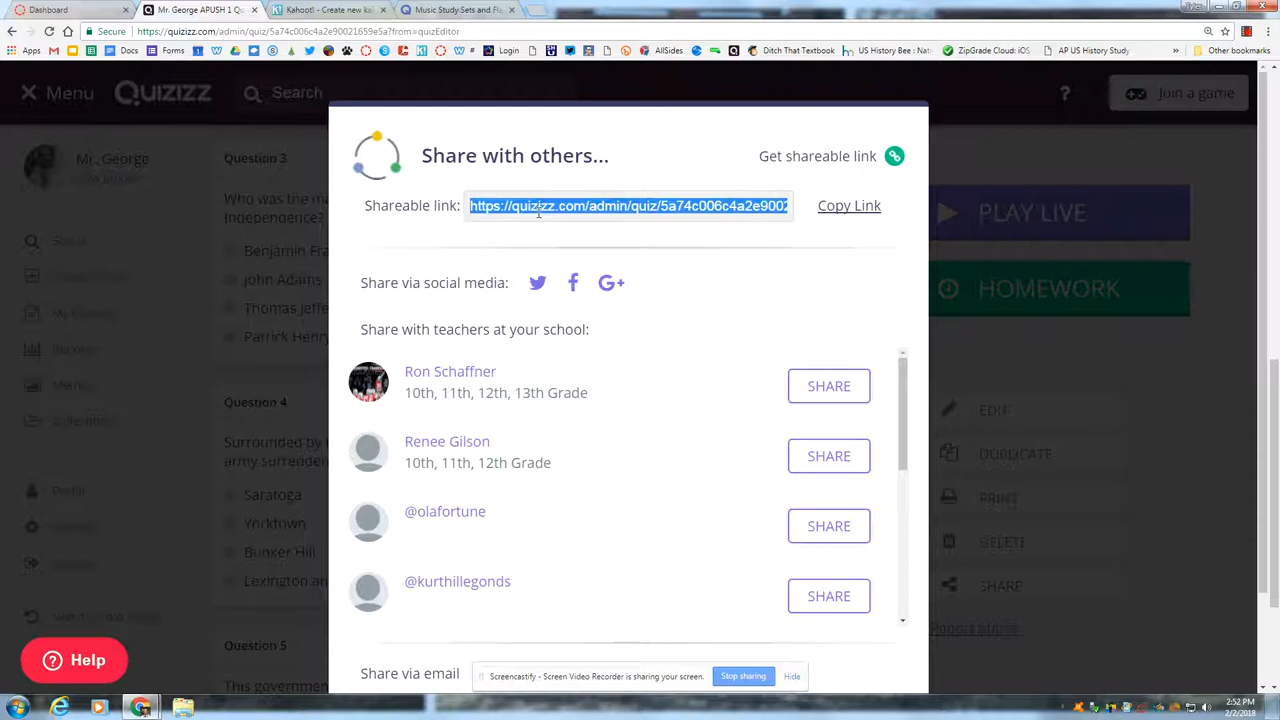 Dashboard
Mr. George APUSH 1 Q
Kahoot! - Create new ka
Music Study Sets and Fla
Secure https://quizizz.com/admin/quiz/5a74c006c4a2e90021659e5a?from=quizEditor
Apps
Docs
Forms
Login
AllSides
Ditch That Textbook
US History Bee : Nati
ZipGrade Cloud: iOS
AP US History
Other bookmarks
Menu
QUIZIZZ
Search
?
Join a game
Mr. George
Question 3
Who was the m
Independence?
Benjamin Fra
John Adams
Thomas Jeffe
Patrick Henry
Question 4
Surrounded by
army surrender
Saratoga
Yorktown
Bunker Hill
Lexington an
Question 5
This governme
Share with others...
Get shareable link
Shareable link:
https://quizizz.com/admin/quiz/5a74c006c4a2e9002
Copy Link
Share via social media:
G+
Share with teachers at your school:
Ron Schaffner
10th, 11th, 12th, 13th Grade
SHARE
Renee Gilson
10th, 11th, 12th Grade
SHARE
@olafortune
SHARE
@kurthillegonds
SHARE
Share via email
PLAY LIVE
HOMEWORK
EDIT
DUPLICATE
PRINT
DELETE
SHARE
? Help
Screencastify - Screen Video Recorder is sharing your screen.
Stop sharing
Hide
2:52 PM
2/2/2018